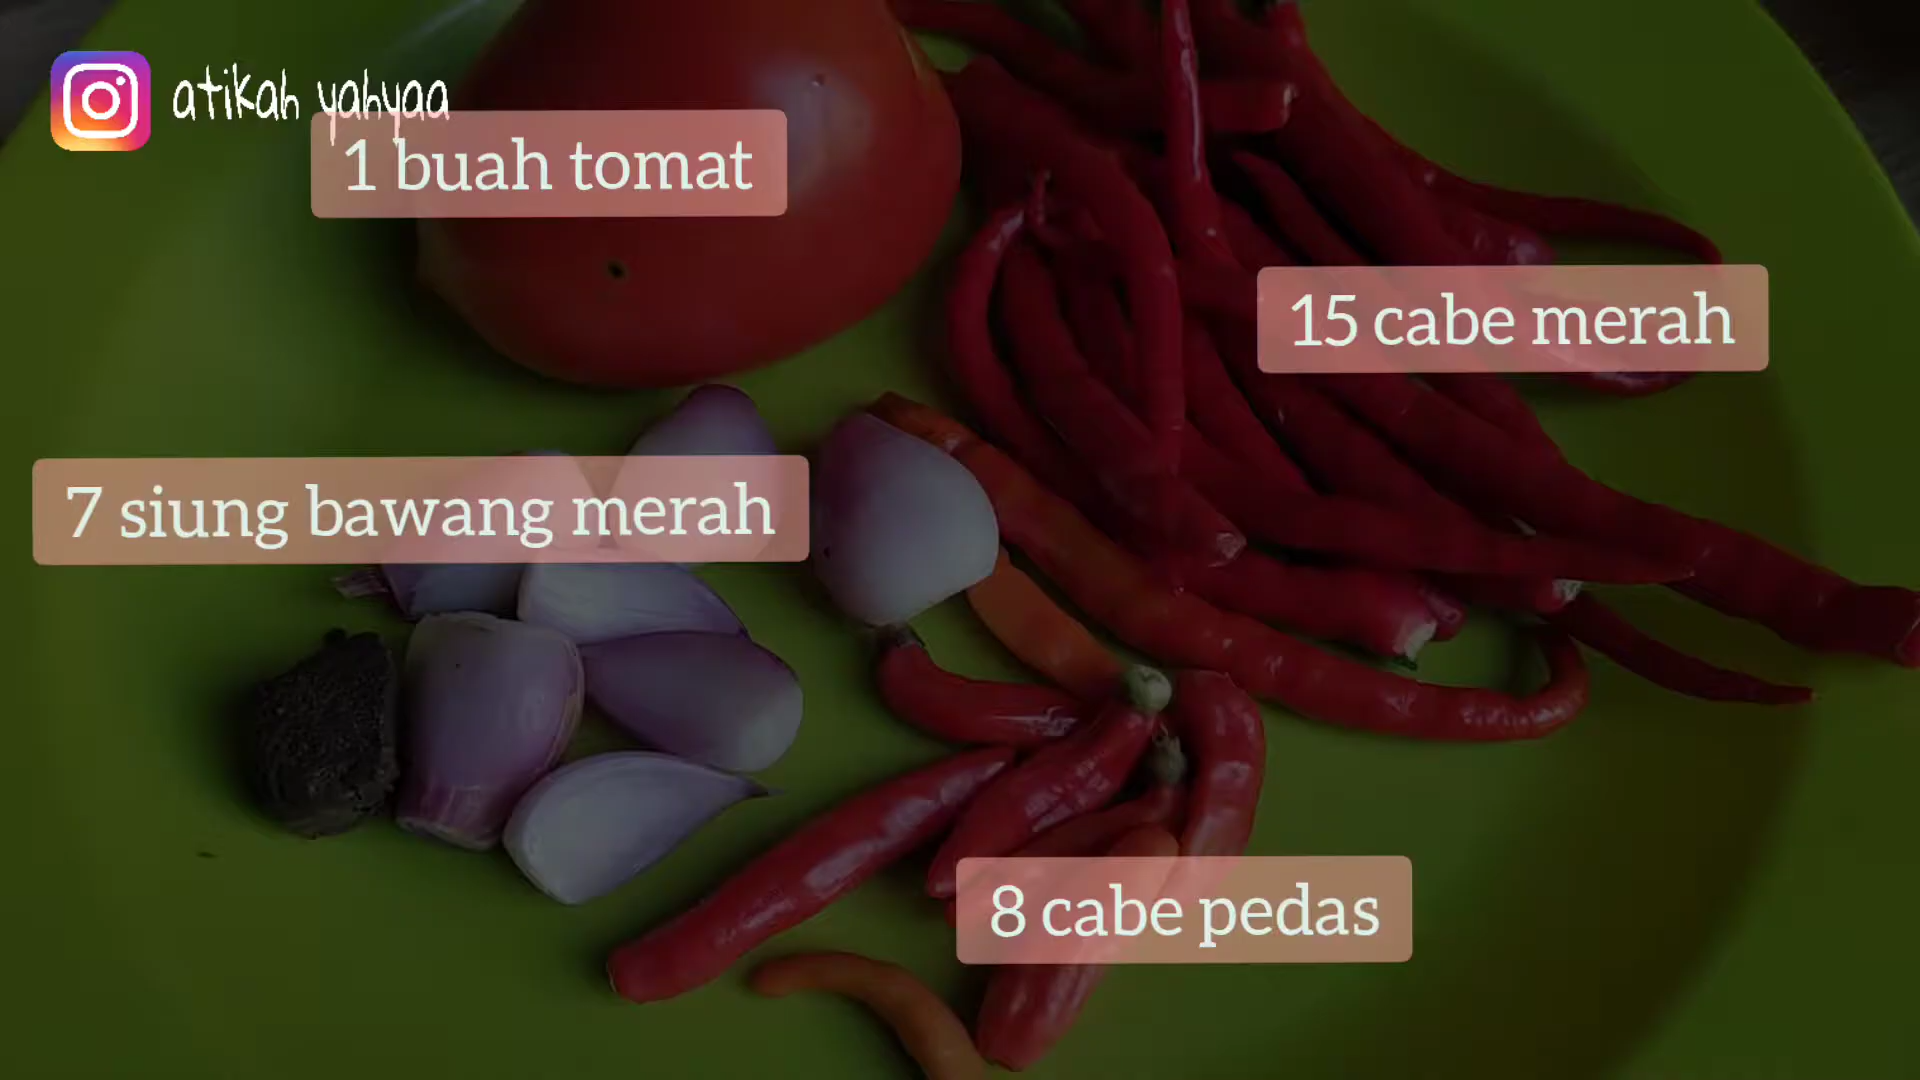 atikah yahyaa
1 buah tomat
15 cabe merah
7 siung bawang merah
8 cabe pedas